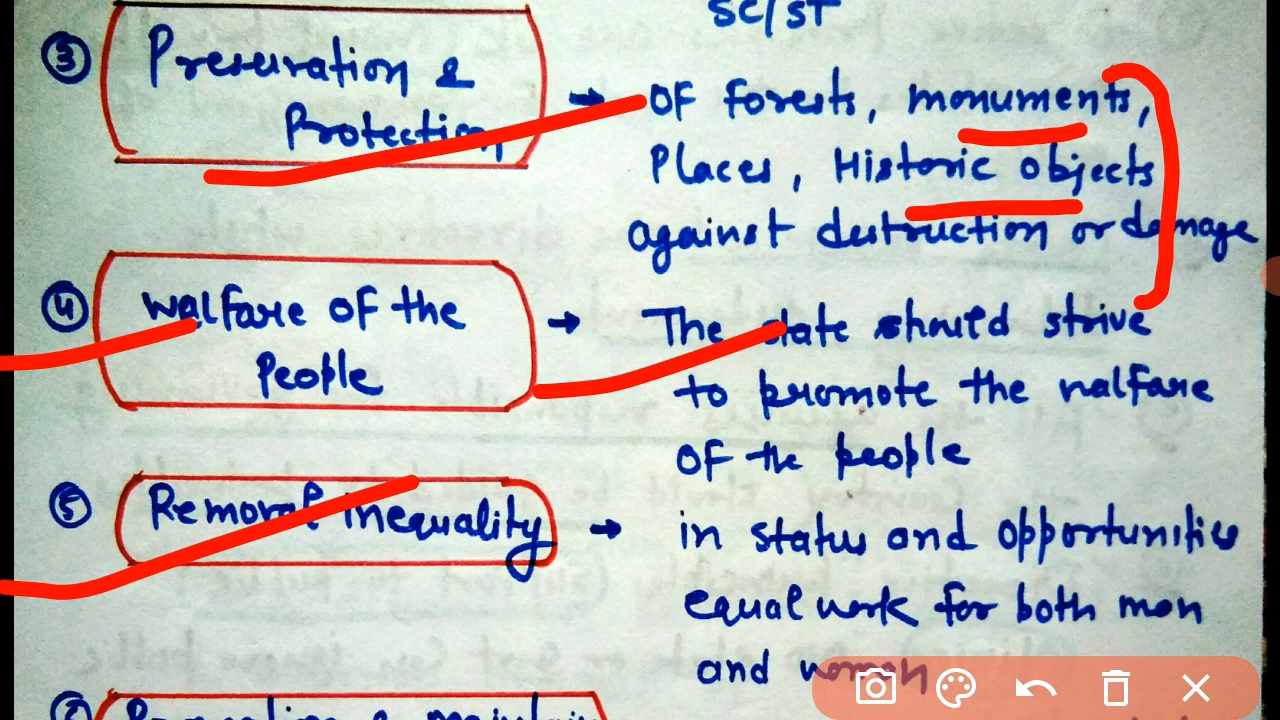 SC/ST
③ Preservation &
Protection
→ OF forests, monuments,
Places, Historic objects
against destruction or damage
④ Walfare of the
People
→ The state should strive
to promote the walfare
OF the people
⑤ Removal inequality
→ in status and opportunities
equal work for both man
and women